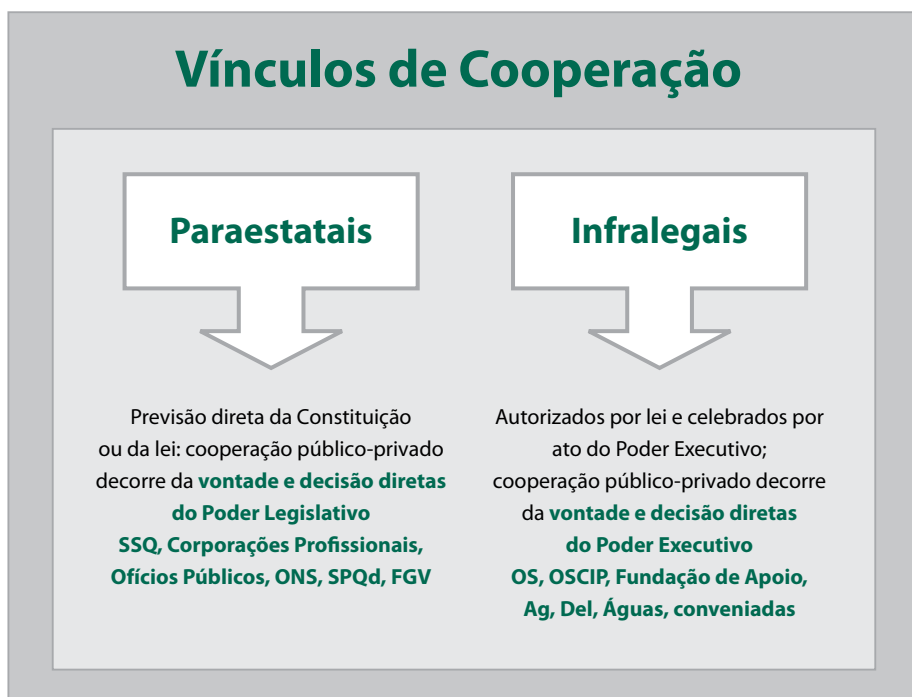 Vínculos de Cooperação
Paraestatais
Previsão direta da Constituição
ou da lei: cooperação público-privado
decorre da vontade e decisão diretas
do Poder Legislativo
SSQ, Corporações Profissionais,
Ofícios Públicos, ONS, SPQd, FGV
Infralegais
Autorizados por lei e celebrados por
ato do Poder Executivo;
cooperação público-privado decorre
da vontade e decisão diretas
do Poder Executivo
OS, OSCIP, Fundação de Apoio,
Ag, Del, Águas, conveniadas